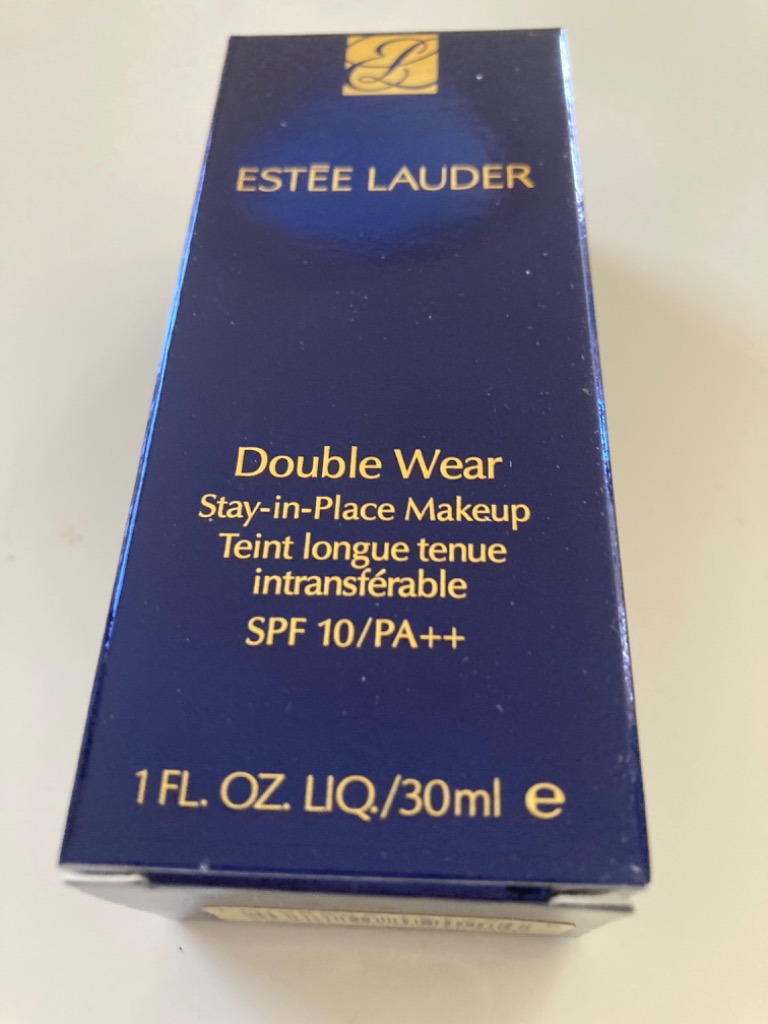 ESTĒE LAUDER
Double Wear
Stay-in-Place Makeup
Teint longue tenue
intransférable
SPF 10/PA++
1 FL. OZ. LIQ./30ml ℮